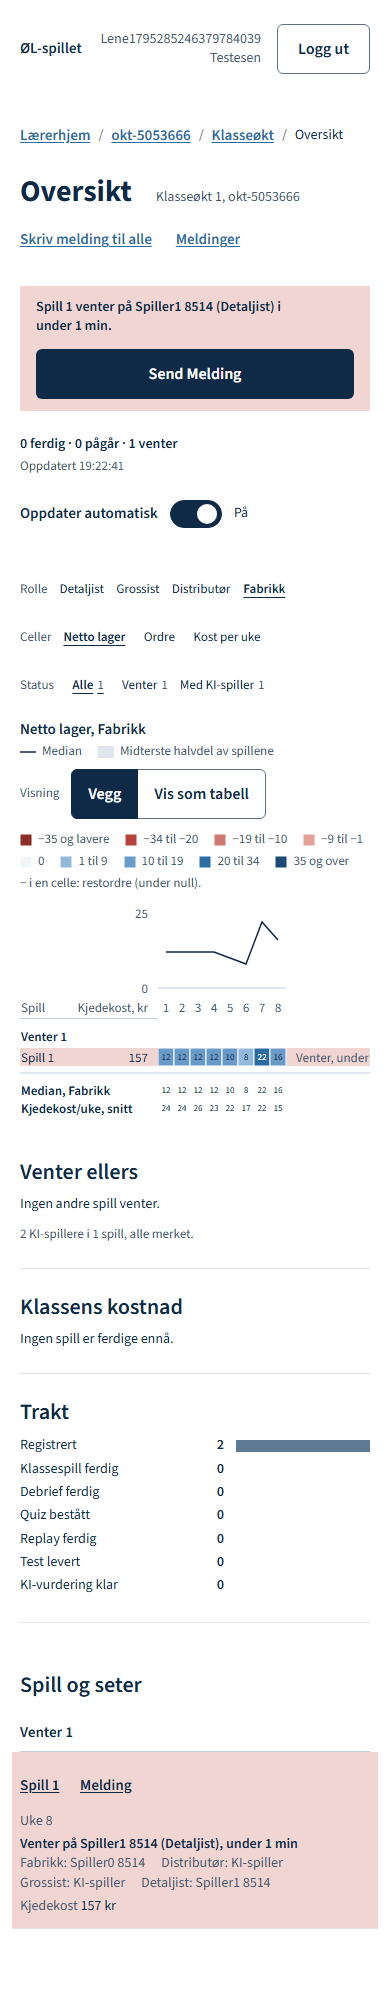 ØL-spillet
Lene1795285246379784039
Testesen
Logg ut
Lærerhjem / okt-5053666 / Klasseøkt / Oversikt
Oversikt Klasseøkt 1, okt-5053666
Skriv melding til alle Meldinger
Spill 1 venter på Spiller1 8514 (Detaljist) i
under 1 min.
Send Melding
0 ferdig · 0 pågår · 1 venter
Oppdatert 19:22:41
Oppdater automatisk På
Rolle Detaljist Grossist Distributør Fabrikk
Celler Netto lager Ordre Kost per uke
Status Alle 1 Venter 1 Med KI-spiller 1
Netto lager, Fabrikk
Median Midterste halvdel av spillene
Visning Vegg Vis som tabell
−35 og lavere −34 til −20 −19 til −10 −9 til −1
0 1 til 9 10 til 19 20 til 34 35 og over
− i en celle: restordre (under null).
25
0
Spill Kjedekost, kr 1 2 3 4 5 6 7 8
Venter 1
Spill 1 157 12 12 12 12 10 8 22 16 Venter, under
Median, Fabrikk 12 12 12 12 10 8 22 16
Kjedekost/uke, snitt 24 24 26 23 22 17 22 15
Venter ellers
Ingen andre spill venter.
2 KI-spillere i 1 spill, alle merket.
Klassens kostnad
Ingen spill er ferdige ennå.
Trakt
Registrert 2
Klassespill ferdig 0
Debrief ferdig 0
Quiz bestått 0
Replay ferdig 0
Test levert 0
KI-vurdering klar 0
Spill og seter
Venter 1
Spill 1 Melding
Uke 8
Venter på Spiller1 8514 (Detaljist), under 1 min
Fabrikk: Spiller0 8514 Distributør: KI-spiller
Grossist: KI-spiller Detaljist: Spiller1 8514
Kjedekost 157 kr